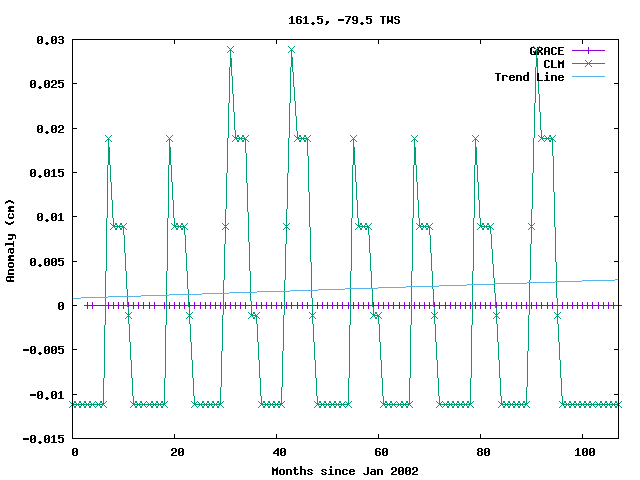 161.5, -79.5 TWS
GRACE
CLM
Trend Line
0.03
0.025
0.02
0.015
0.01
0.005
0
-0.005
-0.01
-0.015
Anomaly (cm)
0 20 40 60 80 100
Months since Jan 2002